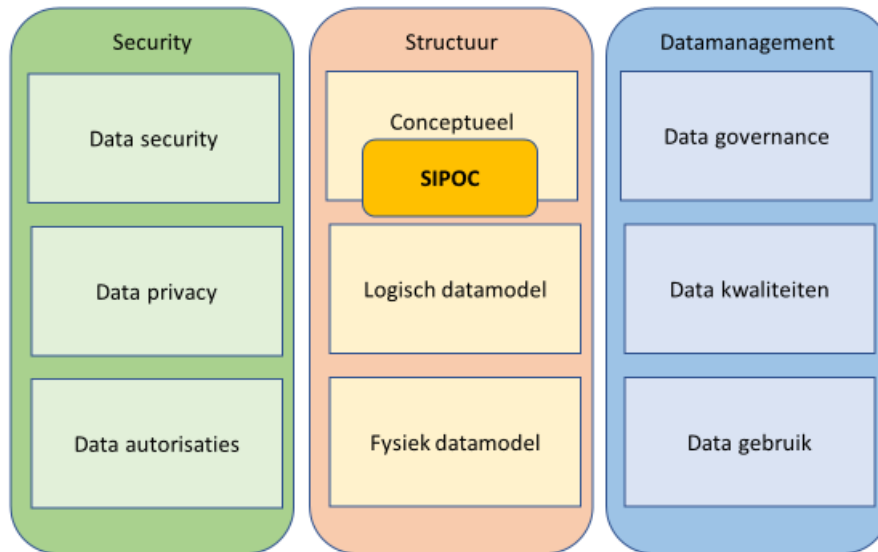 Security
Data security
Data privacy
Data autorisaties
Structuur
Conceptueel
SIPOC
Logisch datamodel
Fysiek datamodel
Datamanagement
Data governance
Data kwaliteiten
Data gebruik